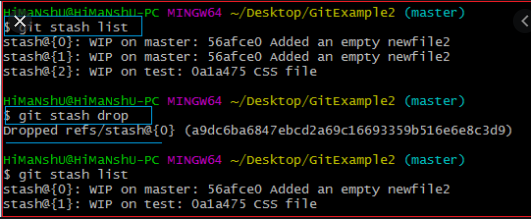 HiMaNshU@HiMaNshU-PC MINGW64 ~/Desktop/GitExample2 (master)
$ git stash list
stash@{0}: WIP on master: 56afce0 Added an empty newfile2
stash@{1}: WIP on master: 56afce0 Added an empty newfile2
stash@{2}: WIP on test: 0a1a475 CSS file
HiMaNshU@HiMaNshU-PC MINGW64 ~/Desktop/GitExample2 (master)
$ git stash drop
Dropped refs/stash@{0} (a9dc6ba6847ebcd2a69c16693359b516e6e8c3d9)
HiMaNshU@HiMaNshU-PC MINGW64 ~/Desktop/GitExample2 (master)
$ git stash list
stash@{0}: WIP on master: 56afce0 Added an empty newfile2
stash@{1}: WIP on test: 0a1a475 CSS file